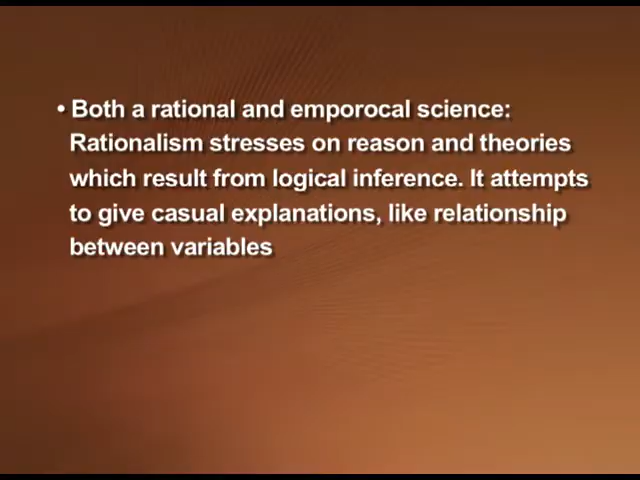 • Both a rational and emporocal science:
Rationalism stresses on reason and theories
which result from logical inference. It attempts
to give casual explanations, like relationship
between variables